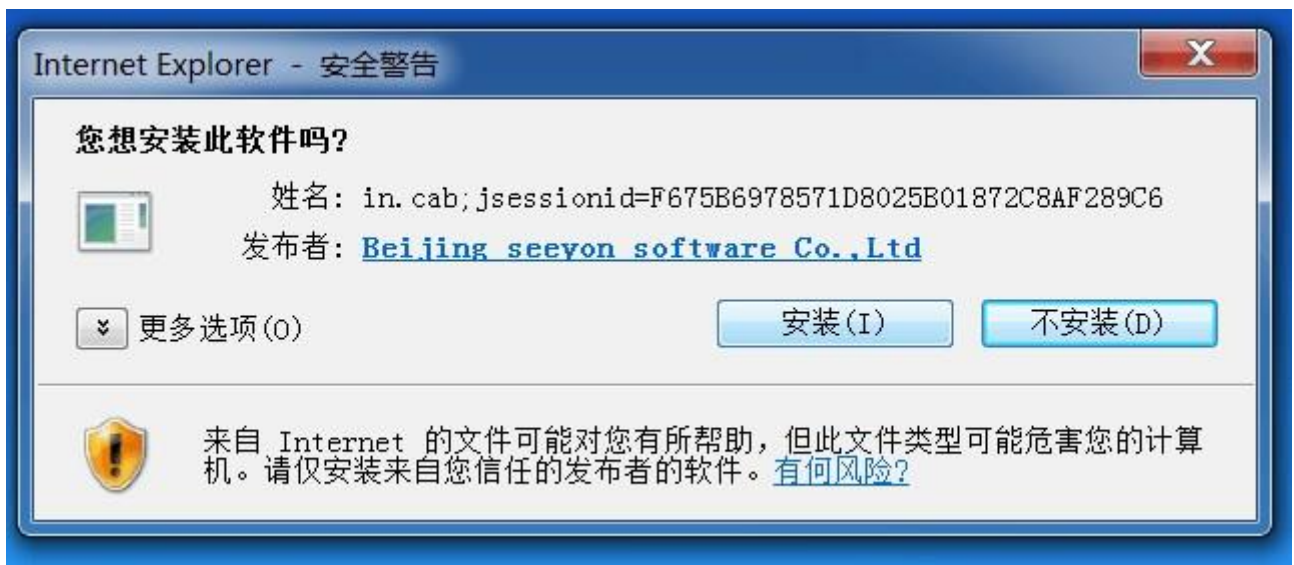 Internet Explorer - 安全警告
您想安装此软件吗?
姓名: in.cab;jsessionid=F675B6978571D8025B01872C8AF289C6
发布者: Beijing seeyon software Co.,Ltd
更多选项(O)
安装(I)
不安装(D)
来自 Internet 的文件可能对您有所帮助，但此文件类型可能危害您的计算
机。请仅安装来自您信任的发布者的软件。有何风险?